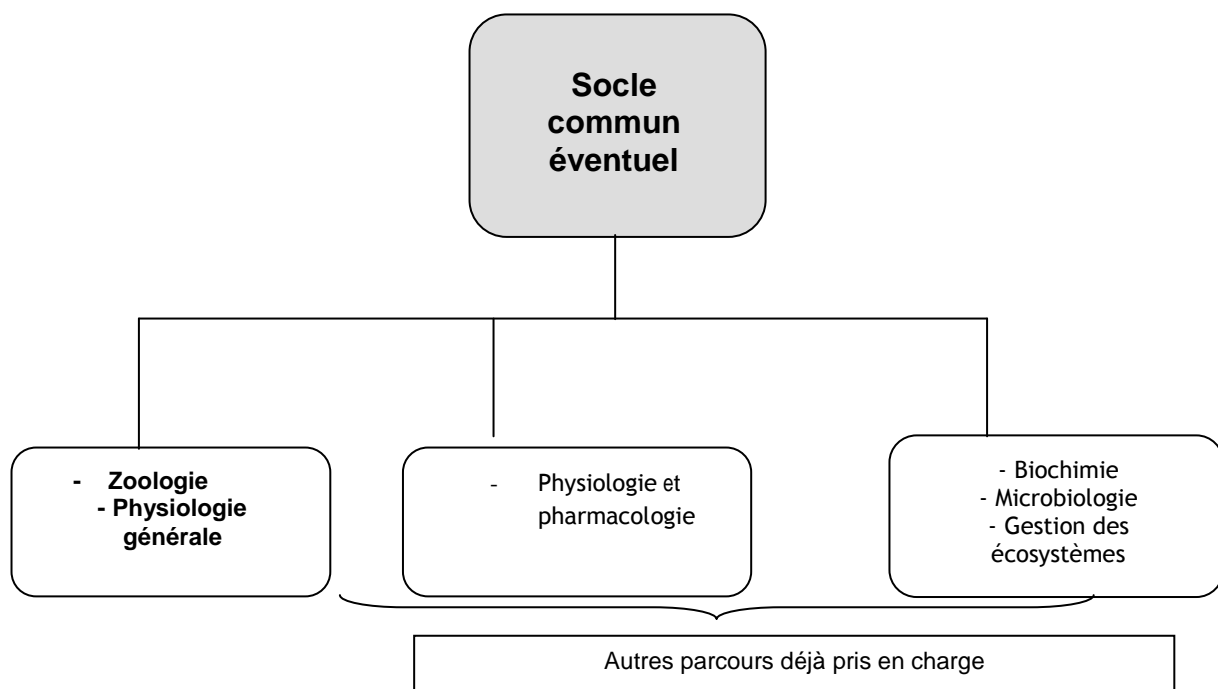 Socle
commun
éventuel
- Zoologie
- Physiologie
générale
- Physiologie et
pharmacologie
- Biochimie
- Microbiologie
- Gestion des
écosystèmes
Autres parcours déjà pris en charge